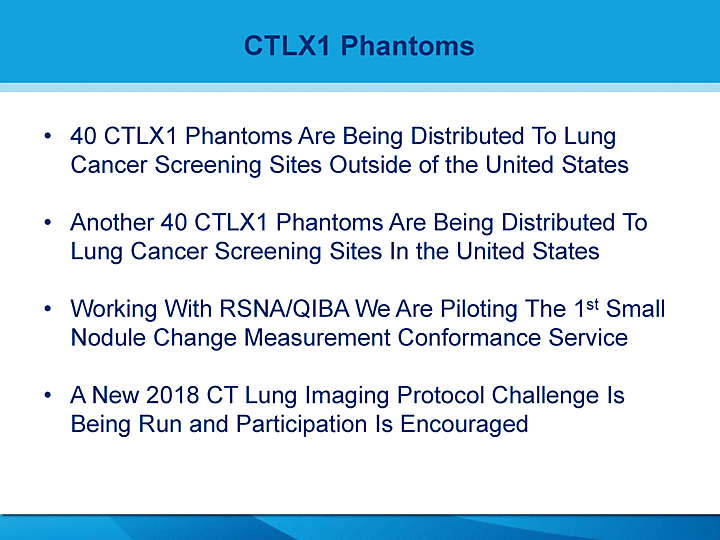 CTLX1 Phantoms
• 40 CTLX1 Phantoms Are Being Distributed To Lung
Cancer Screening Sites Outside of the United States
• Another 40 CTLX1 Phantoms Are Being Distributed To
Lung Cancer Screening Sites In the United States
• Working With RSNA/QIBA We Are Piloting The 1st Small
Nodule Change Measurement Conformance Service
• A New 2018 CT Lung Imaging Protocol Challenge Is
Being Run and Participation Is Encouraged